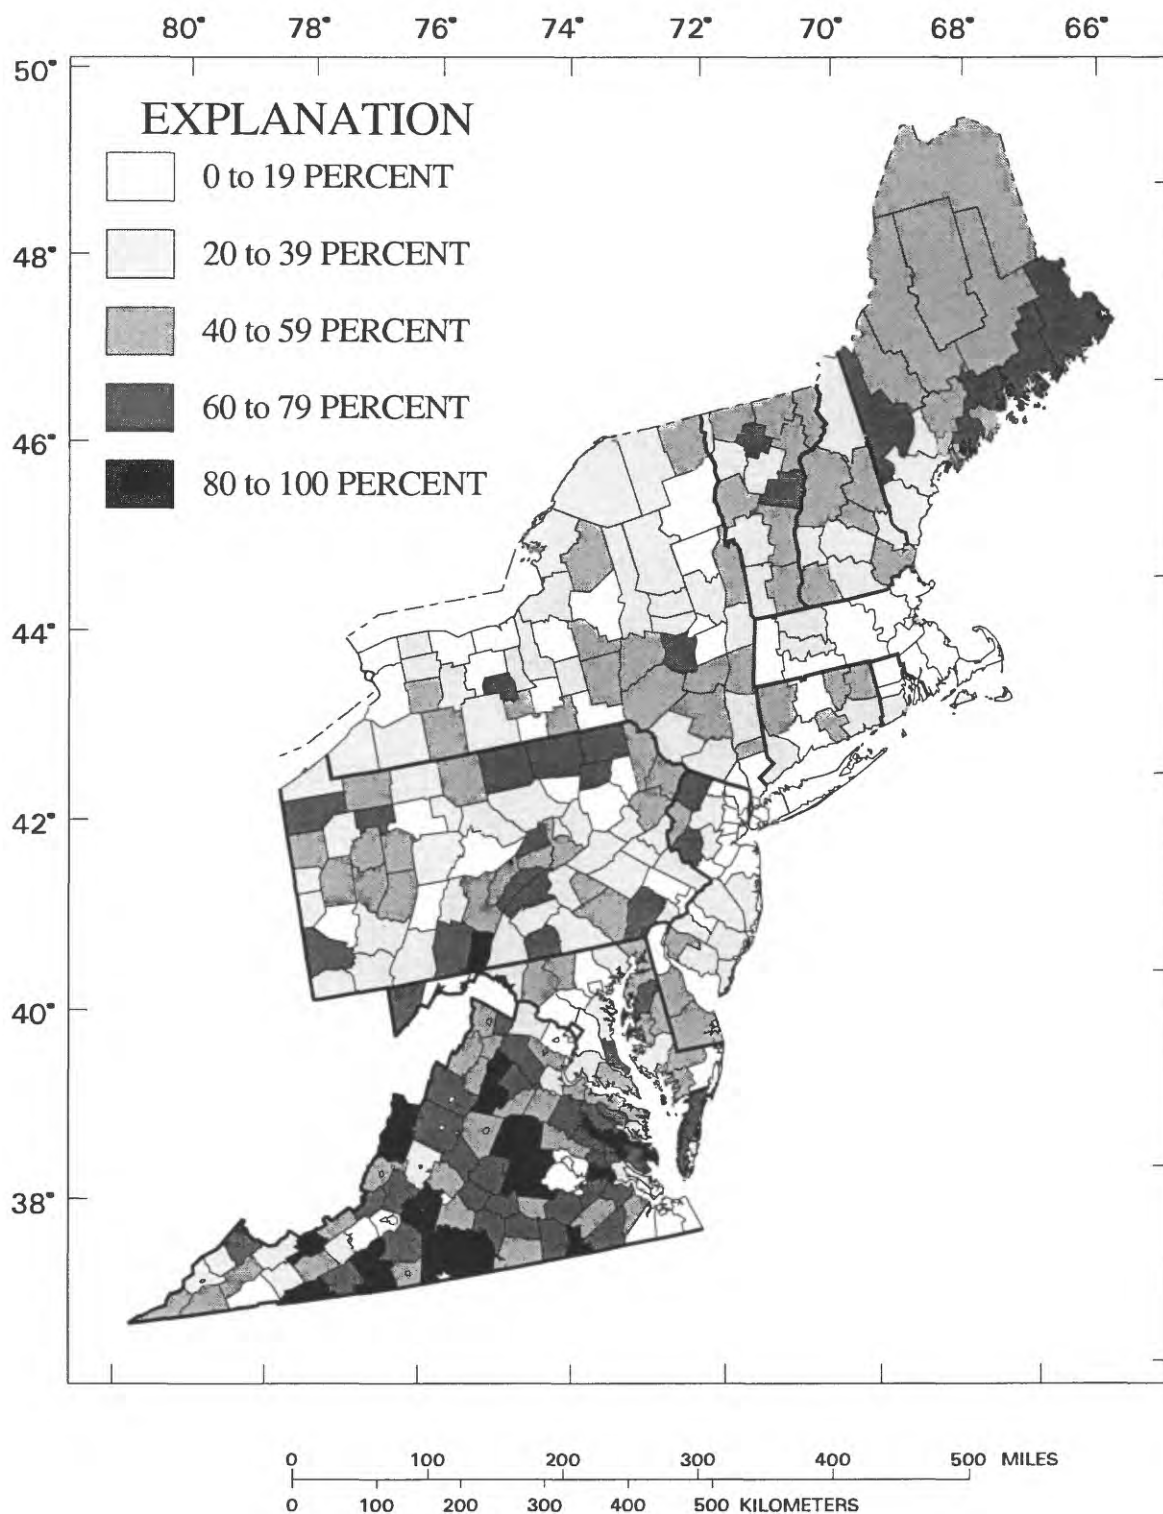 80° 78° 76° 74° 72° 70° 68° 66°
50°
EXPLANATION
0 to 19 PERCENT
48°
20 to 39 PERCENT
40 to 59 PERCENT
60 to 79 PERCENT
46°
80 to 100 PERCENT
44°
42°
40°
38°
0 100 200 300 400 500 MILES
0 100 200 300 400 500 KILOMETERS